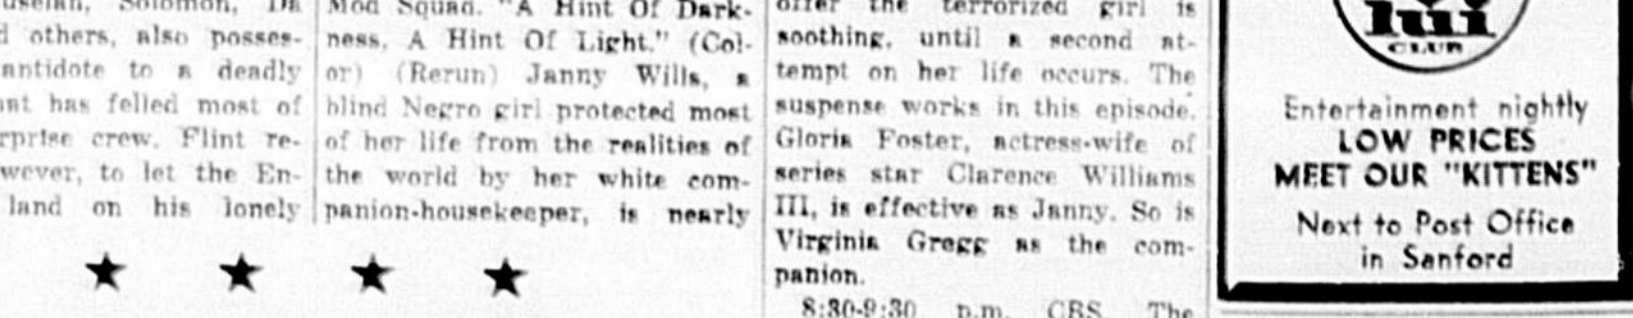 Solomon,
others, also posses-
antidote to a deadly
has felled most of
crew. Flint re-
to let the En-
land on his lonely
Mod Squad. "A Hint Of Dark-
ness, A Hint Of Light." (Col-
or) (Rerun) Janny Wills, a
blind Negro girl protected most
of her life from the realities of
the world by her white com-
panion-housekeeper, is nearly
offer the terrorized girl is
soothing, until a second at-
tempt on her life occurs. The
suspense works in this episode.
Gloria Foster, actress-wife of
series star Clarence Williams
III, is effective as Janny. So is
Virginia Gregg as the com-
panion.
8:30-9:30 p.m. CBS. The
CLUB
Entertainment nightly
LOW PRICES
MEET OUR "KITTENS"
Next to Post Office
in Sanford